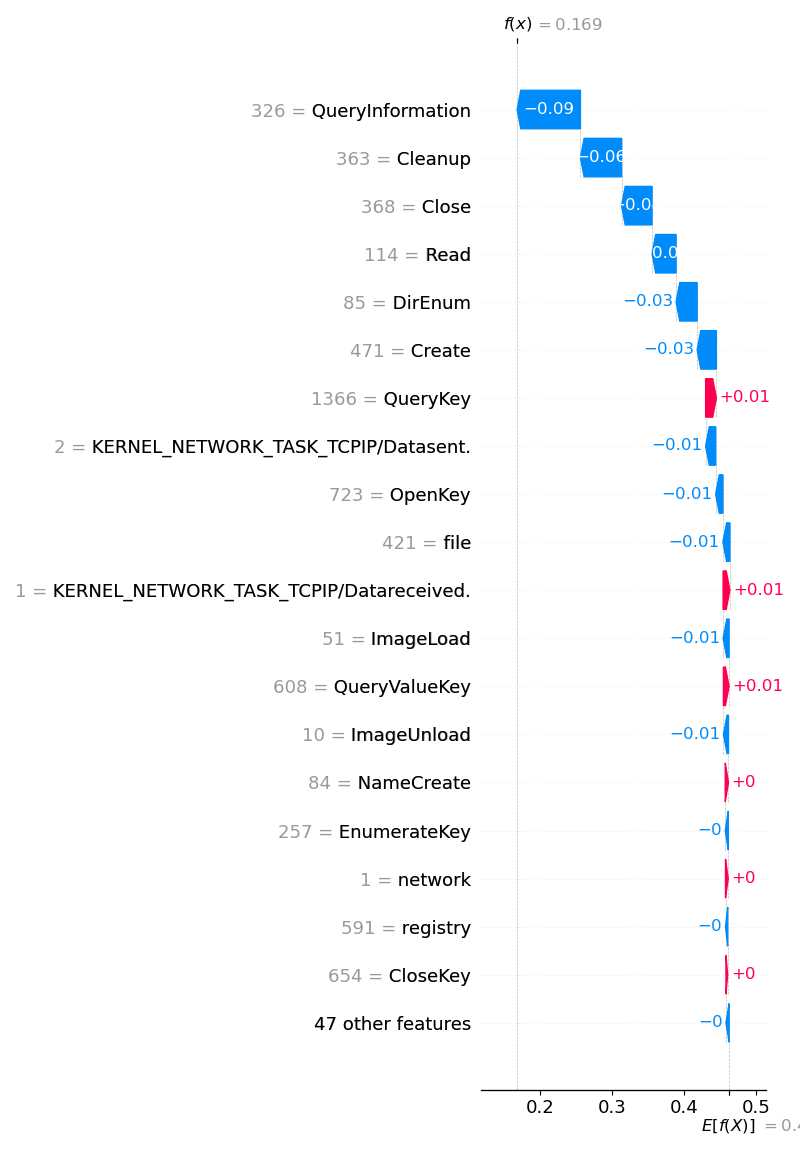 f(x) = 0.169
326 = QueryInformation −0.09
363 = Cleanup −0.06
368 = Close
114 = Read
85 = DirEnum −0.03
471 = Create −0.03
1366 = QueryKey +0.01
2 = KERNEL_NETWORK_TASK_TCPIP/Datasent. −0.01
723 = OpenKey −0.01
421 = file −0.01
1 = KERNEL_NETWORK_TASK_TCPIP/Datareceived. +0.01
51 = ImageLoad −0.01
608 = QueryValueKey +0.01
10 = ImageUnload −0.01
84 = NameCreate +0
257 = EnumerateKey −0
1 = network +0
591 = registry −0
654 = CloseKey +0
47 other features −0
0.2 0.3 0.4 0.5
E[f(X)] =